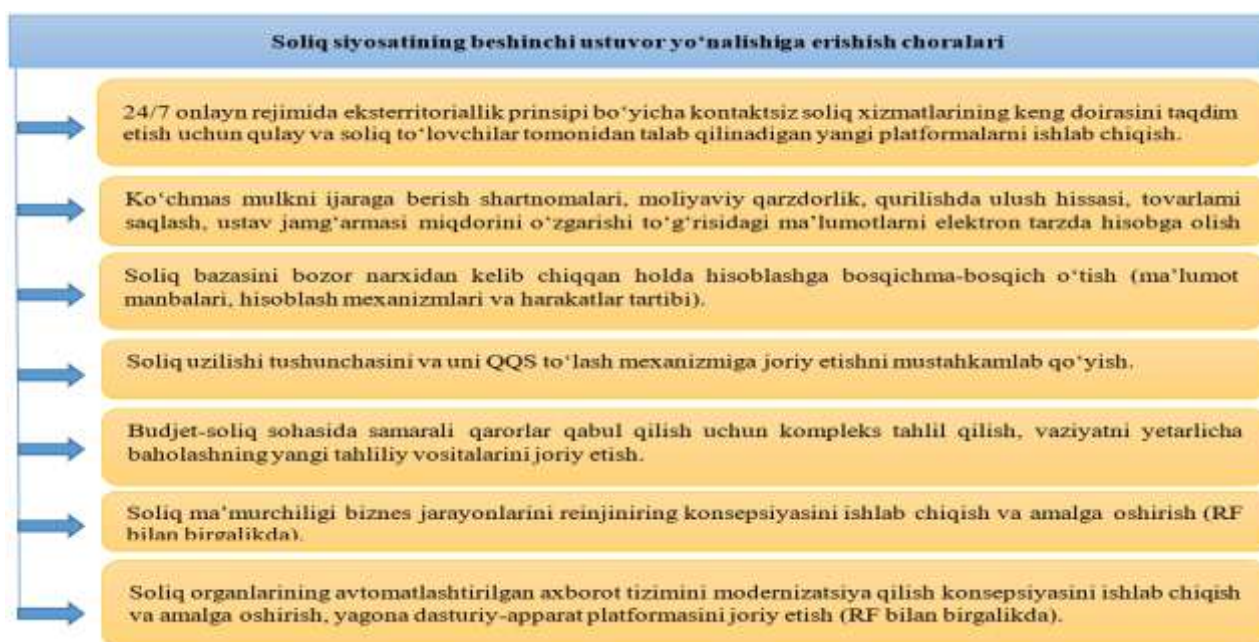 Soliq siyosatining beshinchi ustuvor yo‘nalishiga erishish choralari
24/7 onlayn rejimida eksterritoriallik prinsipi bo‘yicha kontaktsiz soliq xizmatlarining keng doirasini taqdim
etish uchun qulay va soliq to‘lovchilar tomonidan talab qilinadigan yangi platformalarni ishlab chiqish.
Ko‘chmas mulkni ijaraga berish shartnomalari, moliyaviy qarzdorlik, qurilishda ulush hissasi, tovarlarni
saqlash, ustav jamg‘armasi miqdorini o‘zgarishi to‘g‘risidagi ma’lumotlarni elektron tarzda hisobga olish
Soliq bazasini bozor narxidan kelib chiqqan holda hisoblashga bosqichma-bosqich o‘tish (ma’lumot
manbalari, hisoblash mexanizmlari va harakatlar tartibi).
Soliq uzilishi tushunchasini va uni QQS to‘lash mexanizmiga joriy etishni mustahkamlab qo‘yish.
Budjet-soliq sohasida samarali qarorlar qabul qilish uchun kompleks tahlil qilish, vaziyatni yetarlicha
baholashning yangi tahliliy vositalarini joriy etish.
Soliq ma’murchiligi biznes jarayonlarini reinjiniring konsepsiyasini ishlab chiqish va amalga oshirish (RF
bilan birgalikda).
Soliq organlarining avtomatlashtirilgan axborot tizimini modernizatsiya qilish konsepsiyasini ishlab chiqish
va amalga oshirish, yagona dasturiy-apparat platformasini joriy etish (RF bilan birgalikda).